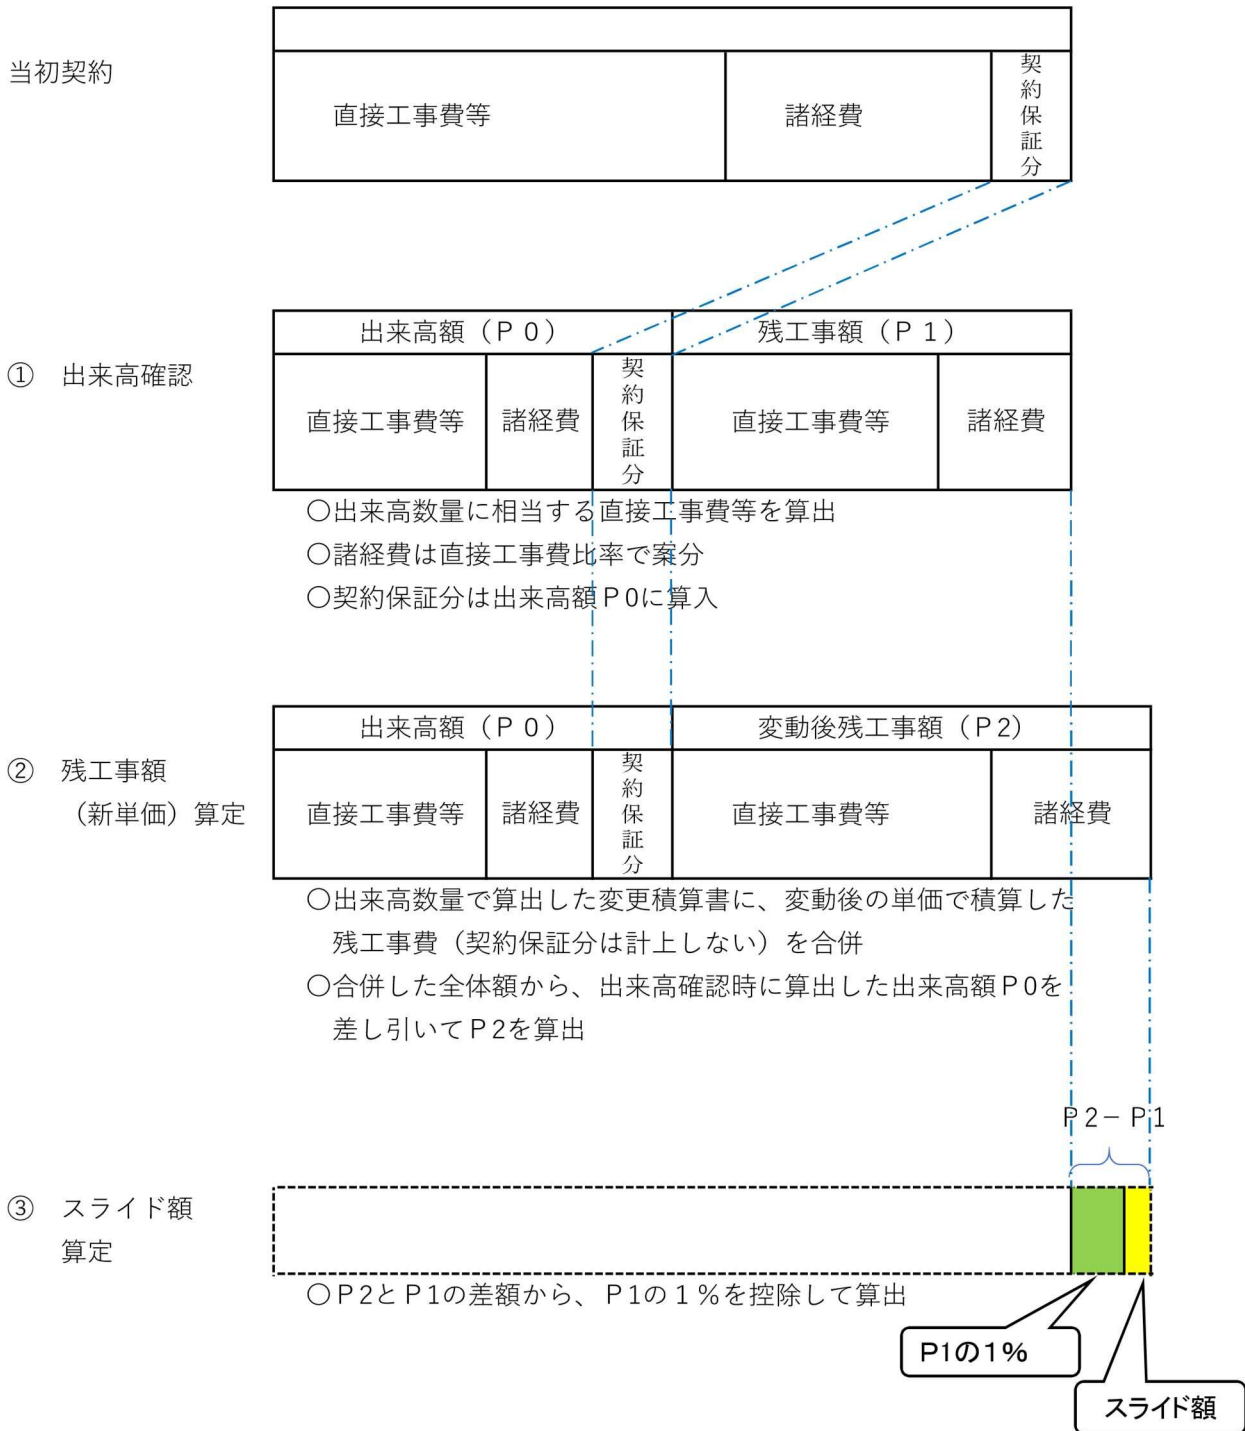 当初契約
直接工事費等
諸経費
契約保証分
① 出来高確認
出来高額（P 0）
残工事額（P 1）
直接工事費等
諸経費
契約保証分
直接工事費等
諸経費
○出来高数量に相当する直接工事費等を算出
○諸経費は直接工事費比率で案分
○契約保証分は出来高額P0に算入
② 残工事額
（新単価）算定
出来高額（P 0）
変動後残工事額（P2）
直接工事費等
諸経費
契約保証分
直接工事費等
諸経費
○出来高数量で算出した変更積算書に、変動後の単価で積算した
残工事費（契約保証分は計上しない）を合併
○合併した全体額から、出来高確認時に算出した出来高額P0を
差し引いてP2を算出
P2－P1
③ スライド額
算定
○P2とP1の差額から、P1の1％を控除して算出
P1の1％
スライド額